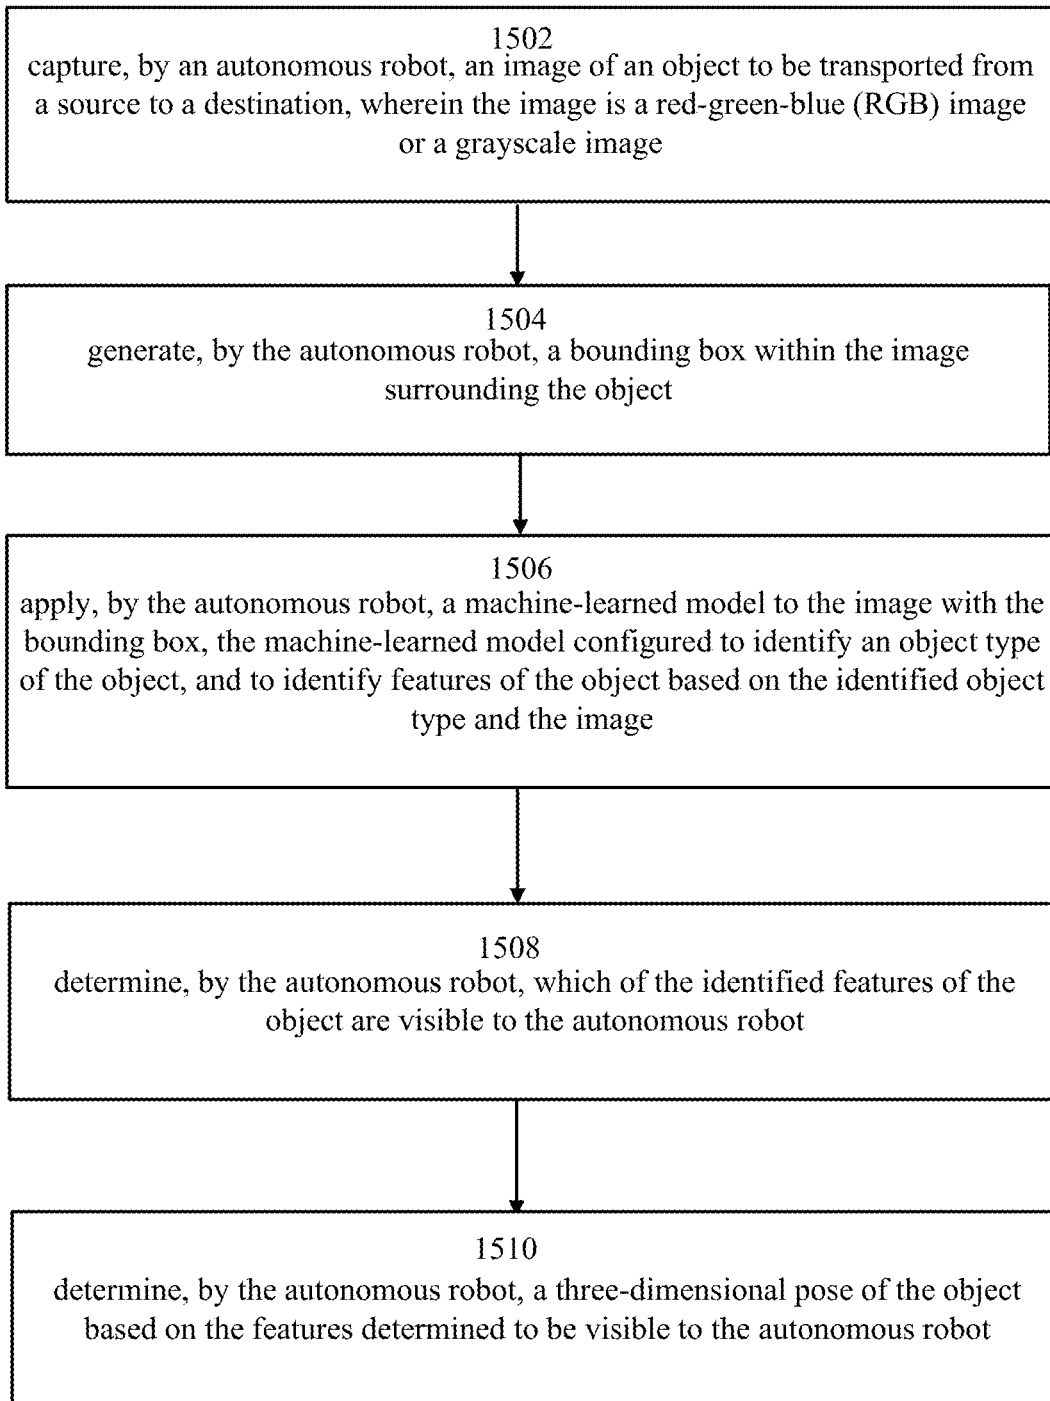 1502
capture, by an autonomous robot, an image of an object to be transported from
a source to a destination, wherein the image is a red-green-blue (RGB) image
or a grayscale image
1504
generate, by the autonomous robot, a bounding box within the image
surrounding the object
1506
apply, by the autonomous robot, a machine-learned model to the image with the
bounding box, the machine-learned model configured to identify an object type
of the object, and to identify features of the object based on the identified object
type and the image
1508
determine, by the autonomous robot, which of the identified features of the
object are visible to the autonomous robot
1510
determine, by the autonomous robot, a three-dimensional pose of the object
based on the features determined to be visible to the autonomous robot